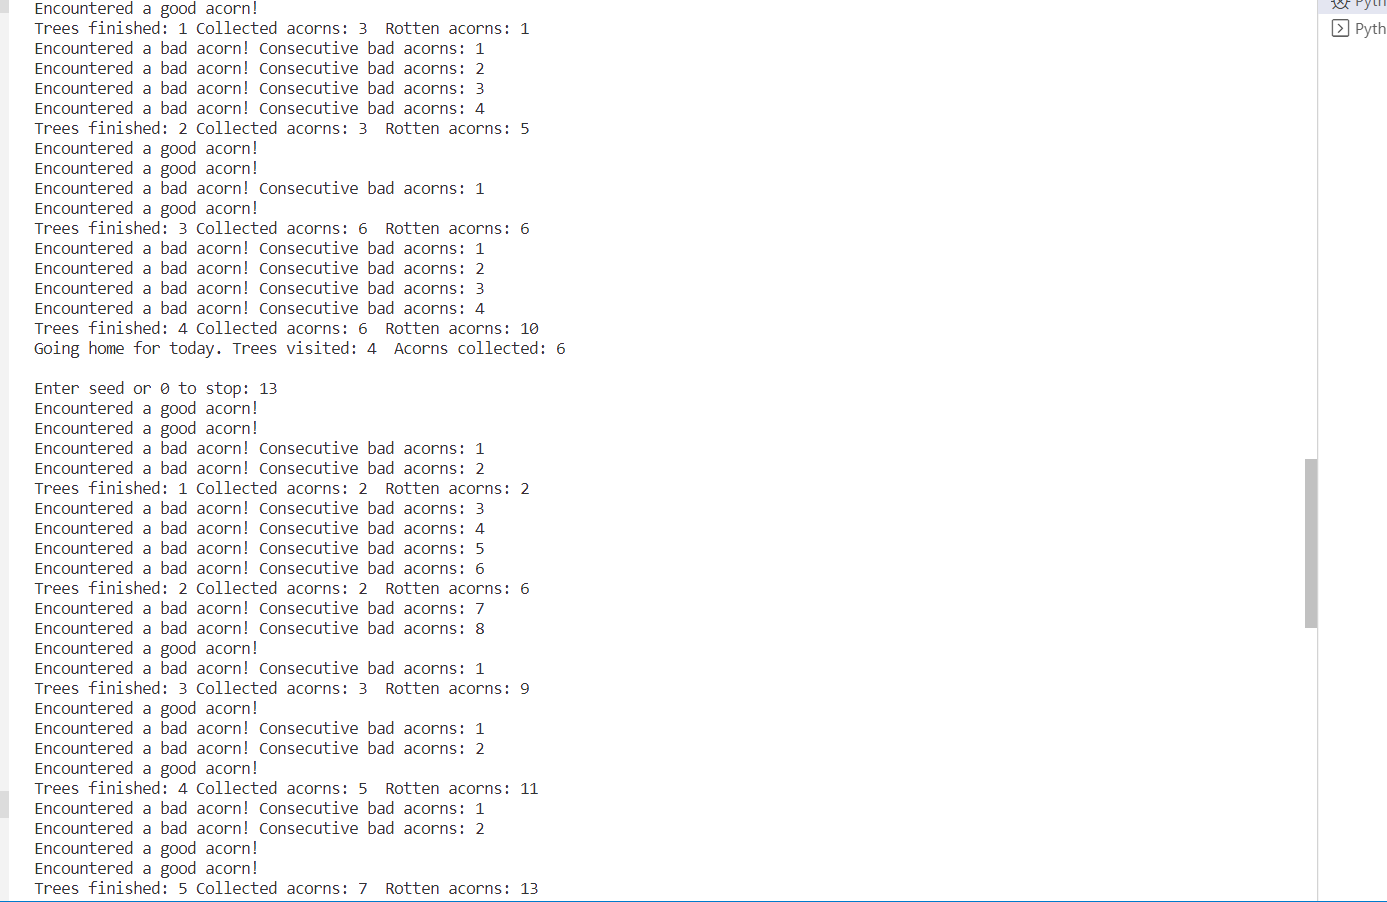 Encountered a good acorn!
Trees finished: 1 Collected acorns: 3  Rotten acorns: 1
Encountered a bad acorn! Consecutive bad acorns: 1
Encountered a bad acorn! Consecutive bad acorns: 2
Encountered a bad acorn! Consecutive bad acorns: 3
Encountered a bad acorn! Consecutive bad acorns: 4
Trees finished: 2 Collected acorns: 3  Rotten acorns: 5
Encountered a good acorn!
Encountered a good acorn!
Encountered a bad acorn! Consecutive bad acorns: 1
Encountered a good acorn!
Trees finished: 3 Collected acorns: 6  Rotten acorns: 6
Encountered a bad acorn! Consecutive bad acorns: 1
Encountered a bad acorn! Consecutive bad acorns: 2
Encountered a bad acorn! Consecutive bad acorns: 3
Encountered a bad acorn! Consecutive bad acorns: 4
Trees finished: 4 Collected acorns: 6  Rotten acorns: 10
Going home for today. Trees visited: 4  Acorns collected: 6
Enter seed or 0 to stop: 13
Encountered a good acorn!
Encountered a good acorn!
Encountered a bad acorn! Consecutive bad acorns: 1
Encountered a bad acorn! Consecutive bad acorns: 2
Trees finished: 1 Collected acorns: 2  Rotten acorns: 2
Encountered a bad acorn! Consecutive bad acorns: 3
Encountered a bad acorn! Consecutive bad acorns: 4
Encountered a bad acorn! Consecutive bad acorns: 5
Encountered a bad acorn! Consecutive bad acorns: 6
Trees finished: 2 Collected acorns: 2  Rotten acorns: 6
Encountered a bad acorn! Consecutive bad acorns: 7
Encountered a bad acorn! Consecutive bad acorns: 8
Encountered a good acorn!
Encountered a bad acorn! Consecutive bad acorns: 1
Trees finished: 3 Collected acorns: 3  Rotten acorns: 9
Encountered a good acorn!
Encountered a bad acorn! Consecutive bad acorns: 1
Encountered a bad acorn! Consecutive bad acorns: 2
Encountered a good acorn!
Trees finished: 4 Collected acorns: 5  Rotten acorns: 11
Encountered a bad acorn! Consecutive bad acorns: 1
Encountered a bad acorn! Consecutive bad acorns: 2
Encountered a good acorn!
Encountered a good acorn!
Trees finished: 5 Collected acorns: 7  Rotten acorns: 13
Pyth
Pyth